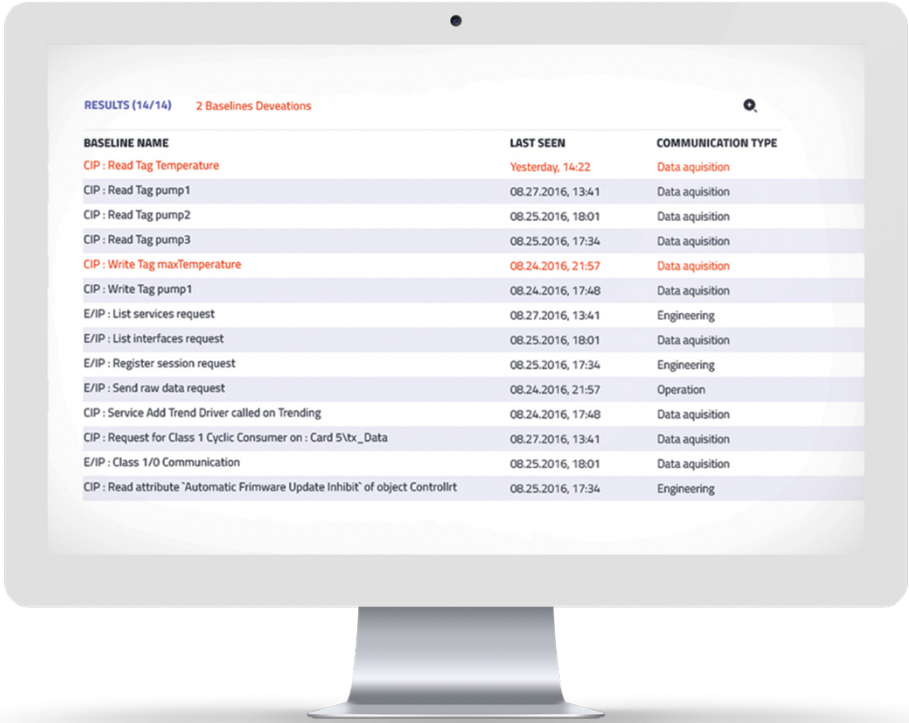 RESULTS (14/14) 2 Baselines Deveations
BASELINE NAME LAST SEEN COMMUNICATION TYPE
CIP : Read Tag Temperature Yesterday, 14:22 Data aquisition
CIP : Read Tag pump1 08.27.2016, 13:41 Data aquisition
CIP : Read Tag pump2 08.25.2016, 18:01 Data aquisition
CIP : Read Tag pump3 08.25.2016, 17:34 Data aquisition
CIP : Write Tag maxTemperature 08.24.2016, 21:57 Data aquisition
CIP : Write Tag pump1 08.24.2016, 17:48 Data aquisition
E/IP : List services request 08.27.2016, 13:41 Engineering
E/IP : List interfaces request 08.25.2016, 18:01 Data aquisition
E/IP : Register session request 08.25.2016, 17:34 Engineering
E/IP : Send raw data request 08.24.2016, 21:57 Operation
CIP : Service Add Trend Driver called on Trending 08.24.2016, 17:48 Data aquisition
CIP : Request for Class 1 Cyclic Consumer on : Card 5\tx_Data 08.27.2016, 13:41 Data aquisition
E/IP : Class 1/0 Communication 08.25.2016, 18:01 Data aquisition
CIP : Read attribute `Automatic Frimware Update Inhibit` of object Controllrt 08.25.2016, 17:34 Engineering